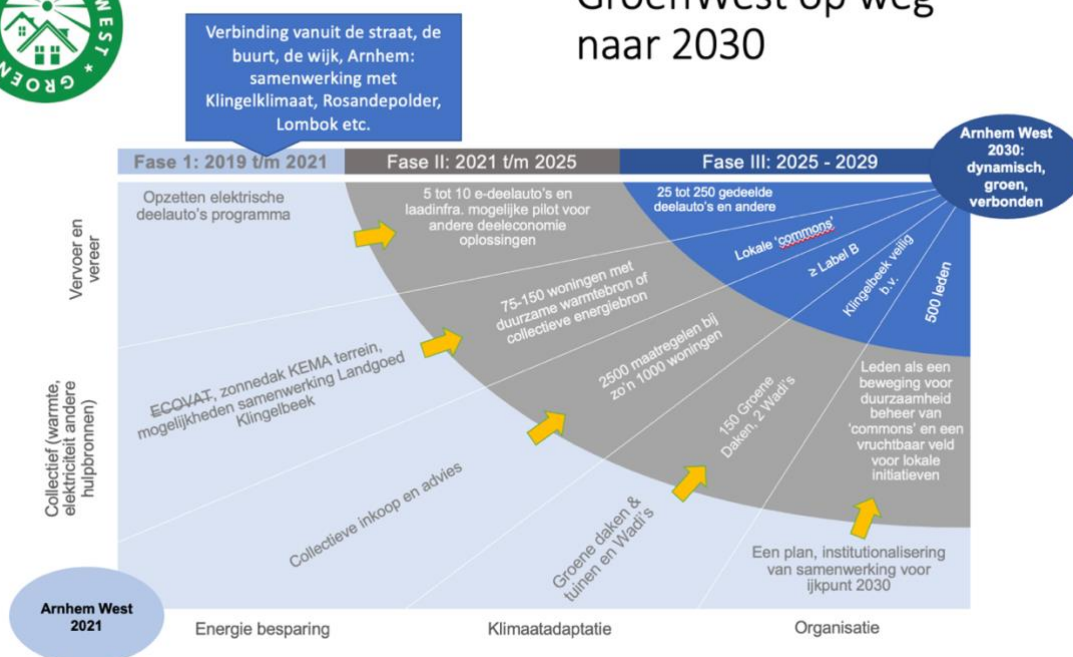 WEST * GROEN
GroenWest op weg
naar 2030
Verbinding vanuit de straat, de
buurt, de wijk, Arnhem:
samenwerking met
Klingelklimaat, Rosandepolder,
Lombok etc.
Fase 1: 2019 t/m 2021
Fase II: 2021 t/m 2025
Fase III: 2025 - 2029
Arnhem West
2030:
dynamisch,
groen,
verbonden
Vervoer en
vereer
Opzetten elektrische
deelauto's programma
5 tot 10 e-deelauto's en
laadinfra. mogelijke pilot voor
andere deeleconomie
oplossingen
25 tot 250 gedeelde
deelauto's en andere
Collectief (warmte,
elektriciteit andere
hulpbronnen)
ECOVAT, zonnedak KEMA terrein,
mogelijkheden samenwerking Landgoed
Klingelbeek
75-150 woningen met
duurzame warmtebron of
collectieve energiebron
Lokale 'commons'
Collectieve inkoop en advies
2500 maatregelen bij
zo'n 1000 woningen
≥ Label B
Groene daken &
tuinen en Wadi's
150 Groene
Daken, 2 Wadi's
Klingelbeek veilig
b.v.
Een plan, institutionalisering
van samenwerking voor
ijkpunt 2030
Leden als een
beweging voor
duurzaamheid
beheer van
'commons' en een
vruchtbaar veld
voor lokale
initiatieven
500 leden
Arnhem West
2021
Energie besparing
Klimaatadaptatie
Organisatie